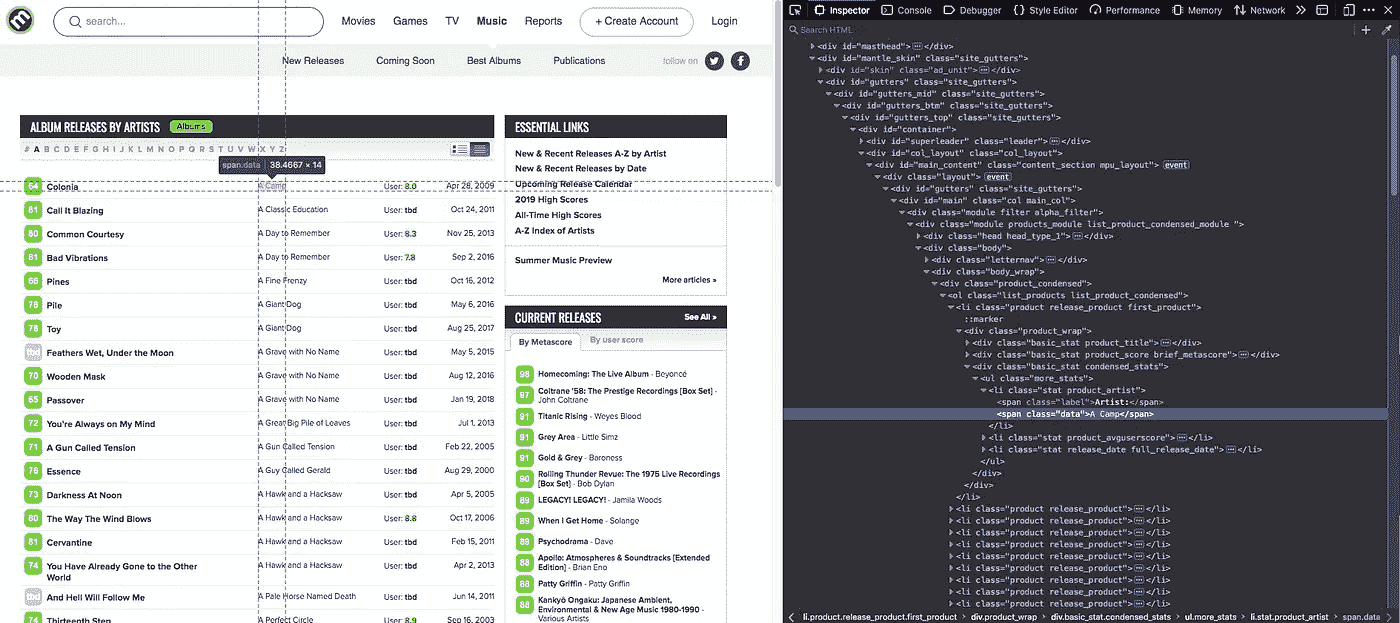 search...
Movies Games TV Music Reports + Create Account Login
New Releases Coming Soon Best Albums Publications follow on
ALBUM RELEASES BY ARTISTS Albums
# A B C D E F G H I J K L M N O P Q R S T U V W X Y Z
span.data | 38.4667 × 14
64 Colonia A Camp User: 8.0 Apr 28, 2009
81 Call It Blazing A Classic Education User: tbd Oct 24, 2011
80 Common Courtesy A Day to Remember User: 8.3 Nov 25, 2013
81 Bad Vibrations A Day to Remember User: 7.8 Sep 2, 2016
66 Pines A Fine Frenzy User: tbd Oct 16, 2012
78 Pile A Giant Dog User: tbd May 6, 2016
78 Toy A Giant Dog User: tbd Aug 25, 2017
tbd Feathers Wet, Under the Moon A Grave with No Name User: tbd May 5, 2015
70 Wooden Mask A Grave with No Name User: tbd Aug 12, 2016
65 Passover A Grave with No Name User: tbd Jan 19, 2018
72 You're Always on My Mind A Great Big Pile of Leaves User: tbd Jul 1, 2013
71 A Gun Called Tension A Gun Called Tension User: tbd Feb 22, 2005
76 Essence A Guy Called Gerald User: tbd Aug 29, 2000
73 Darkness At Noon A Hawk and a Hacksaw User: tbd Apr 5, 2005
80 The Way The Wind Blows A Hawk and a Hacksaw User: 8.8 Oct 17, 2006
81 Cervantine A Hawk and a Hacksaw User: tbd Feb 15, 2011
74 You Have Already Gone to the Other A Hawk and a Hacksaw User: tbd Apr 2, 2013
World
tbd And Hell Will Follow Me A Pale Horse Named Death User: tbd Jun 14, 2011
74 Thirteenth Step A Perfect Circle User: 8.9 Sep 16, 2003
ESSENTIAL LINKS
New & Recent Releases A-Z by Artist
New & Recent Releases by Date
Upcoming Release Calendar
2019 High Scores
All-Time High Scores
A-Z Index of Artists
Summer Music Preview
More articles »
CURRENT RELEASES See All »
By Metascore By user score
98 Homecoming: The Live Album - Beyoncé
97 Coltrane '58: The Prestige Recordings [Box Set] -
John Coltrane
91 Titanic Rising - Weyes Blood
91 Grey Area - Little Simz
91 Gold & Grey - Baroness
90 Rolling Thunder Revue: The 1975 Live Recordings
[Box Set] - Bob Dylan
89 LEGACY! LEGACY! - Jamila Woods
89 When I Get Home - Solange
89 Psychodrama - Dave
88 Apollo: Atmospheres & Soundtracks [Extended
Edition] - Brian Eno
88 Patty Griffin - Patty Griffin
88 Kankyō Ongaku: Japanese Ambient,
Environmental & New Age Music 1980-1990 -
Various Artists
Inspector Console Debugger Style Editor Performance Memory Network
Search HTML
<div id="masthead"></div>
<div id="mantle_skin" class="site_gutters">
<div id="skin" class="ad_unit"></div>
<div id="gutters" class="site_gutters">
<div id="gutters_mid" class="site_gutters">
<div id="gutters_btm" class="site_gutters">
<div id="gutters_top" class="site_gutters">
<div id="container">
<div id="superleader" class="leader"></div>
<div class="col_layout" class="col_layout">
<div id="main_content" class="content_section mpu_layout"> event
<div class="layout"> event
<div id="gutters" class="site_gutters">
<div id="main" class="col main_col">
<div class="module filter alpha_filter">
<div class="module products_module list_product_condensed_module ">
<div class="head head_type_1"></div>
<div class="body">
<div class="letternav"></div>
<div class="body_wrap">
<div class="product_condensed">
<ol class="list_products list_product_condensed">
<li class="product release_product first_product">
::marker
<div class="product_wrap">
<div class="basic_stat product_title"></div>
<div class="basic_stat product_score brief_metascore"></div>
<div class="basic_stat condensed_stats">
<ul class="more_stats">
<li class="stat product_artist">
<span class="label">Artist:</span>
<span class="data">A Camp</span>
</li>
<li class="stat product_avguserscore"></li>
<li class="stat release_date full_release_date"></li>
</ul>
</div>
</div>
</li>
<li class="product release_product"></li>
<li class="product release_product"></li>
<li class="product release_product"></li>
<li class="product release_product"></li>
<li class="product release_product"></li>
<li class="product release_product"></li>
<li class="product release_product"></li>
<li class="product release_product"></li>
<li class="product release_product"></li>
li.product.release_product.first_product > div.product_wrap > div.basic_stat.condensed_stats > ul.more_stats > li.stat.product_artist > span.data